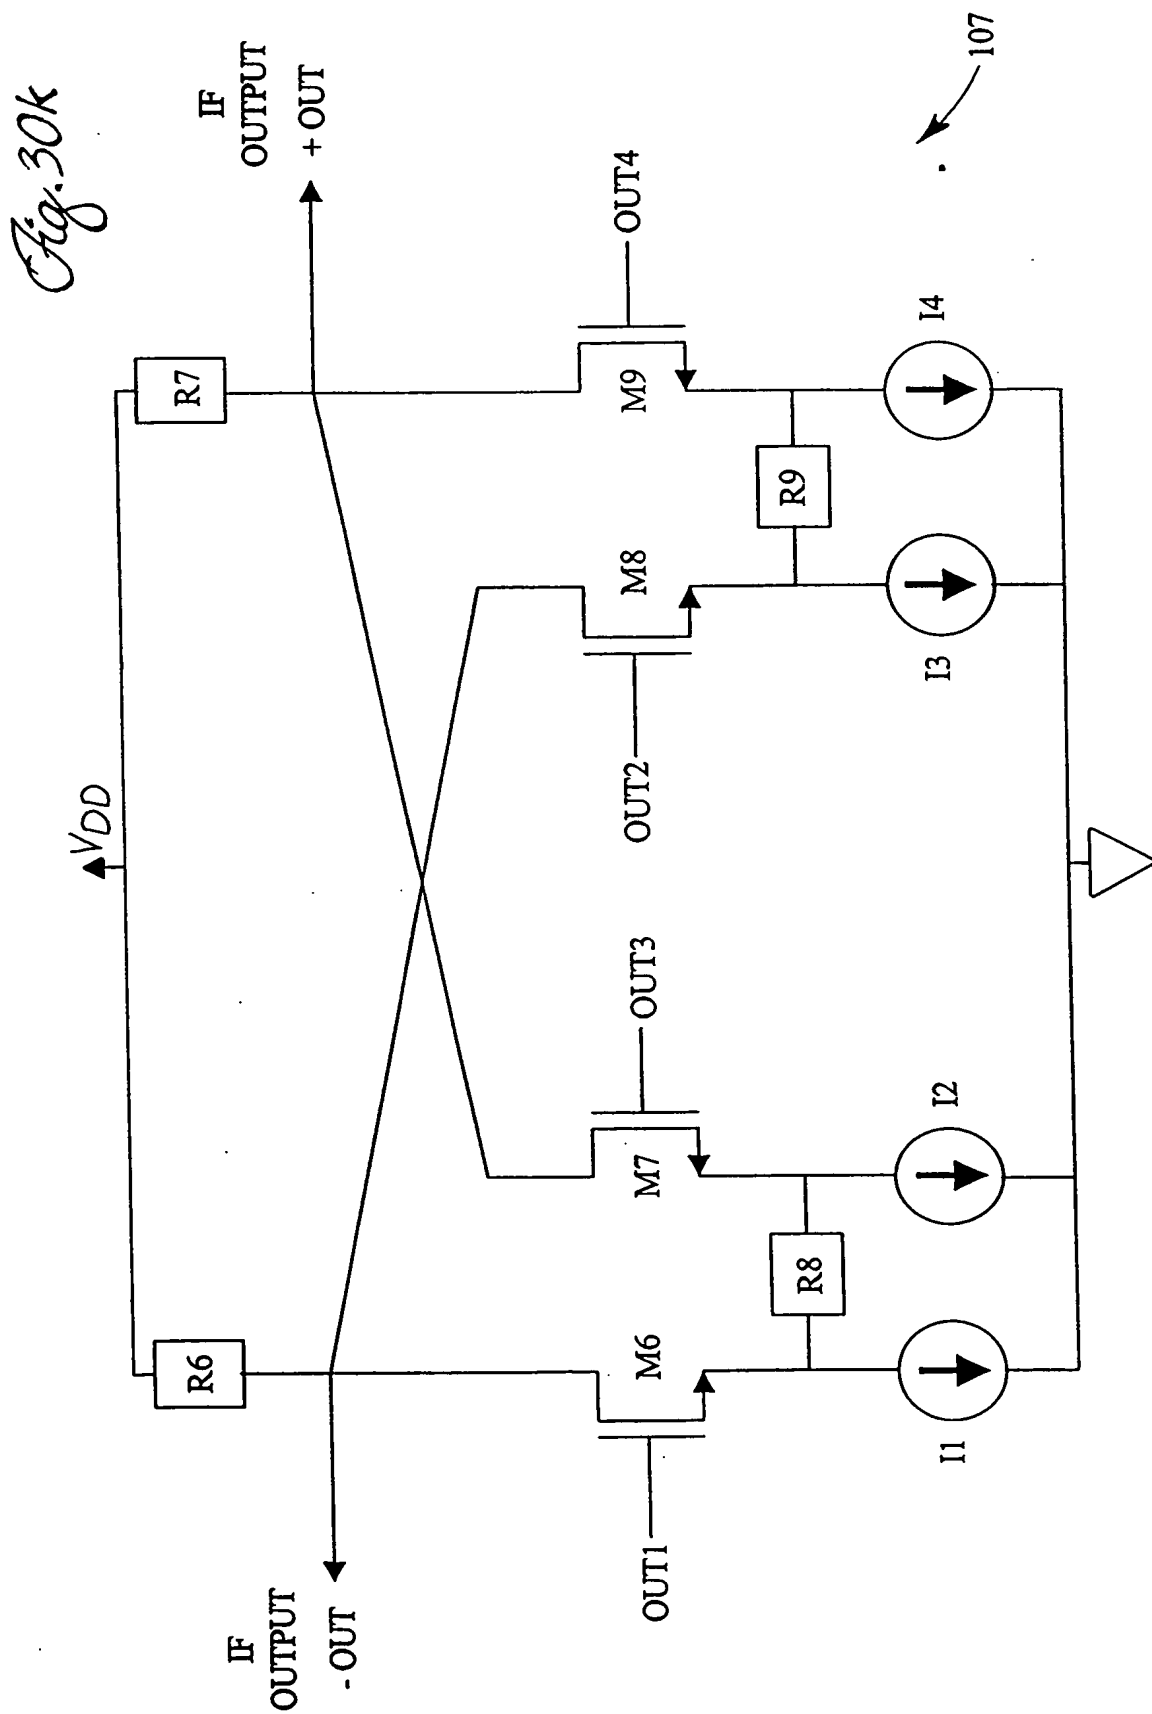 Fig. 30k
V_DD
IF
OUTPUT
- OUT
IF
OUTPUT
+ OUT
R6
R7
OUT1
M6
M7
OUT3
OUT2
M8
M9
OUT4
R8
R9
I1
I2
I3
I4
107